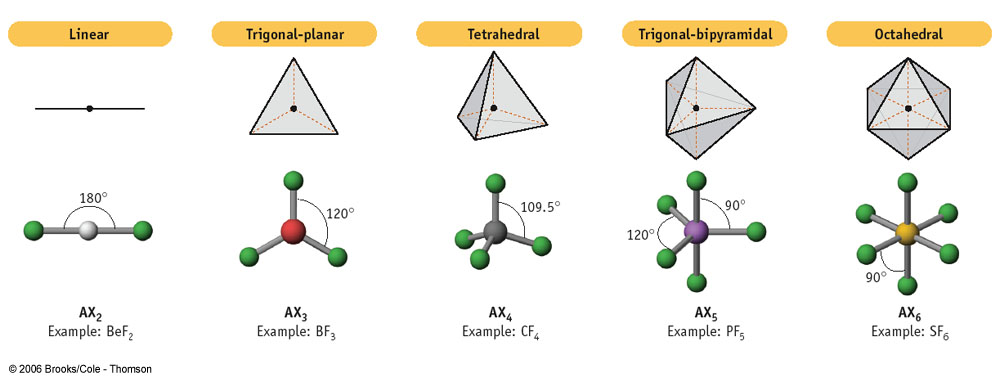 Linear
Trigonal-planar
Tetrahedral
Trigonal-bipyramidal
Octahedral
180°
120°
109.5°
90°
120°
90°
AX₂
Example: BeF₂
AX₃
Example: BF₃
AX₄
Example: CF₄
AX₅
Example: PF₅
AX₆
Example: SF₆
© 2006 Brooks/Cole - Thomson